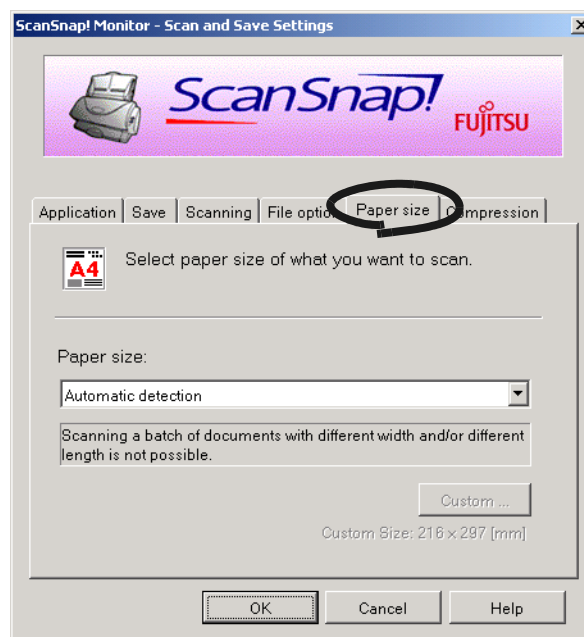 ScanSnap! Monitor - Scan and Save Settings
ScanSnap!
FUJITSU
Application Save Scanning File option Paper size Compression
A4
Select paper size of what you want to scan.
Paper size:
Automatic detection
Scanning a batch of documents with different width and/or different
length is not possible.
Custom ...
Custom Size: 216 x 297 [mm]
OK Cancel Help